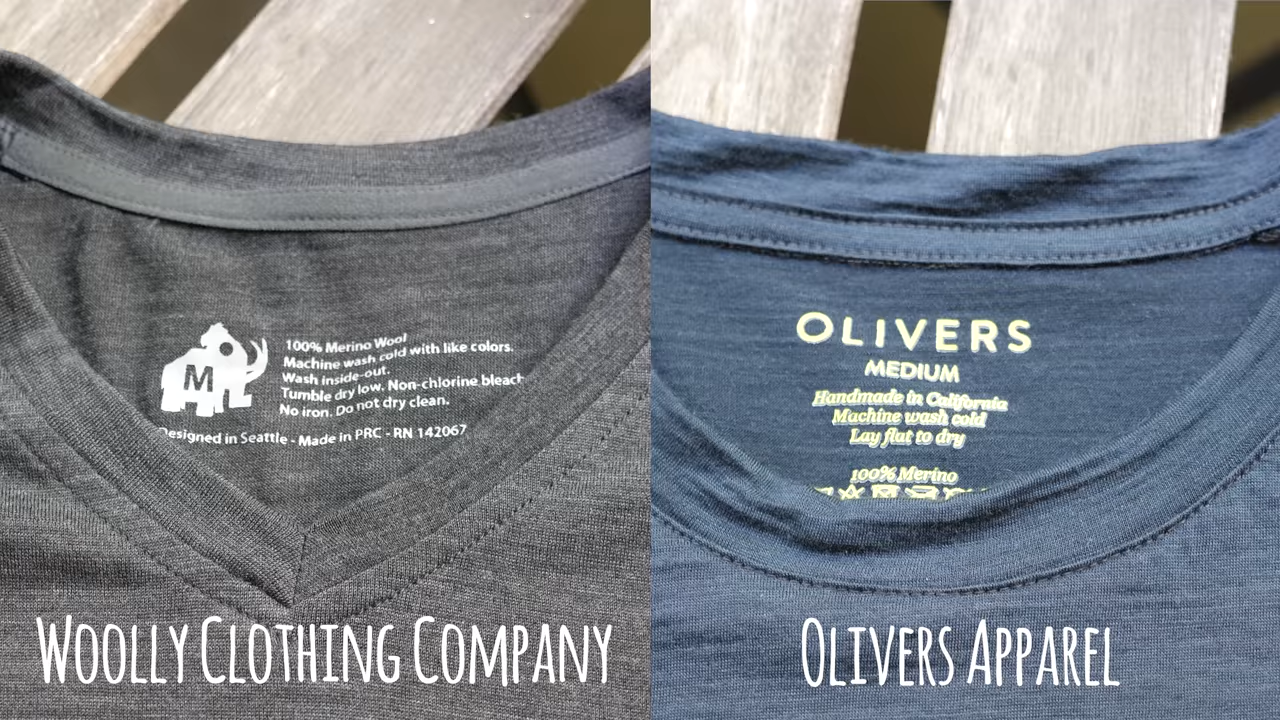 M
100% Merino Wool
Machine wash cold with like colors.
Wash inside-out.
Tumble dry low. Non-chlorine bleach
No iron. Do not dry clean.
Designed in Seattle - Made in PRC - RN 142067
WOOLLY CLOTHING COMPANY
OLIVERS
MEDIUM
Handmade in California
Machine wash cold
Lay flat to dry
100% Merino
OLIVERS APPAREL